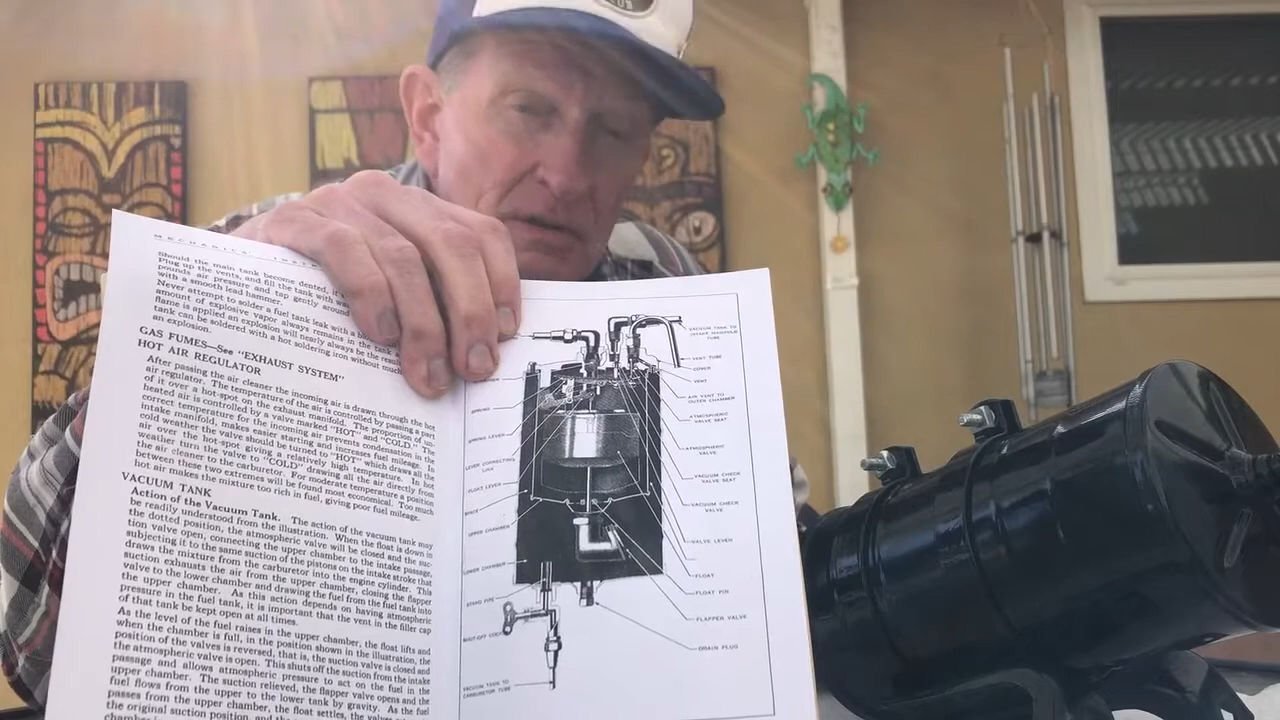 MECHANICS' INSTR
Should the main tank become dented, it's
Plug up the vents, and fill the tank with wa
pounds air pressure and tap gently around
with a smooth lead hammer.
Never attempt to solder a fuel tank leak with a b
amount of explosive vapor always remains in the tank
flame is applied an explosion will nearly always be the resul
tank can be soldered with a hot soldering iron without much
an explosion.
GAS FUMES—See "EXHAUST SYSTEM"
HOT AIR REGULATOR
After passing the air cleaner the incoming air is drawn through the hot
air regulator. The temperature of the air is controlled by passing a part
of it over a hot-spot on the exhaust manifold. The proportion of un-
heated air is controlled by a valve marked "HOT" and "COLD." The
correct temperature for the incoming air prevents condensation in the
intake manifold, makes easier starting and increases fuel mileage. In
cold weather the valve should be turned to "HOT" which draws all the
air over the hot-spot giving a relatively high temperature. In hot
weather turn the valve to "COLD" drawing all the air directly from
the air cleaner to the carburetor. For moderate temperature a position
between these two extremes will be found most economical. Too much
hot air makes the mixture too rich in fuel, giving poor fuel mileage.
VACUUM TANK
Action of the Vacuum Tank. The action of the vacuum tank may
be readily understood from the illustration. When the float is down in
the dotted position, the atmospheric valve will be closed and the suc-
tion valve open, connecting the upper chamber to the intake passage,
subjecting it to the same suction of the pistons on the intake stroke that
draws the mixture from the carburetor into the engine cylinder. This
suction exhausts the air from the upper chamber, closing the flapper
valve to the lower chamber and drawing the fuel from the fuel tank into
the upper chamber. As this action depends on having atmospheric
pressure in the fuel tank, it is important that the vent in the filler cap
of that tank be kept open at all times.
As the level of the fuel raises in the upper chamber, the float lifts and
when the chamber is full, in the position shown in the illustration, the
position of the valves is reversed, that is, the suction valve is closed and
the atmospheric valve is open. This shuts off the suction from the intake
passage and allows atmospheric pressure to act on the fuel in the
upper chamber. The suction relieved, the flapper valve opens and the
fuel flows from the upper to the lower tank by gravity. As the fuel
passes from the upper chamber, the float settles, the valves
the original suction position, and the
VACUUM TANK TO
INTAKE MANIFOLD
TUBE
VENT TUBE
COVER
VENT
AIR VENT TO
OUTER CHAMBER
ATMOSPHERIC
VALVE SEAT
ATMOSPHERIC
VALVE
VACUUM CHECK
VALVE SEAT
VACUUM CHECK
VALVE
VALVE LEVER
FLOAT
FLOAT PIN
FLAPPER VALVE
DRAIN PLUG
SPRING
SPRING LEVER
LEVER CONNECTING
LINK
FLOAT LEVER
SPACE
UPPER CHAMBER
LOWER CHAMBER
STAND PIPE
SHUT-OFF COCK
VACUUM TANK TO
CARBURETOR TUBE